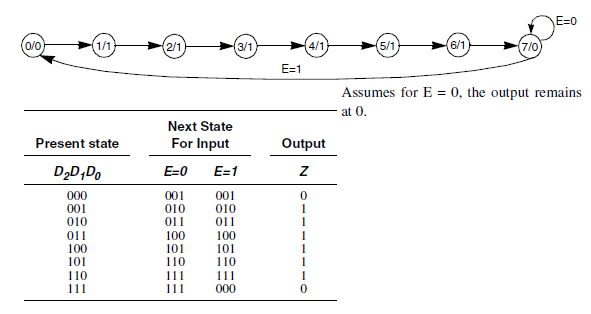 E=0
0/0 1/1 2/1 3/1 4/1 5/1 6/1 7/0
E=1
Assumes for E = 0, the output remains
at 0.
Next State
Present state For Input Output
D₂D₁D₀ E=0 E=1 Z
000 001 001 0
001 010 010 1
010 011 011 1
011 100 100 1
100 101 101 1
101 110 110 1
110 111 111 1
111 111 000 0